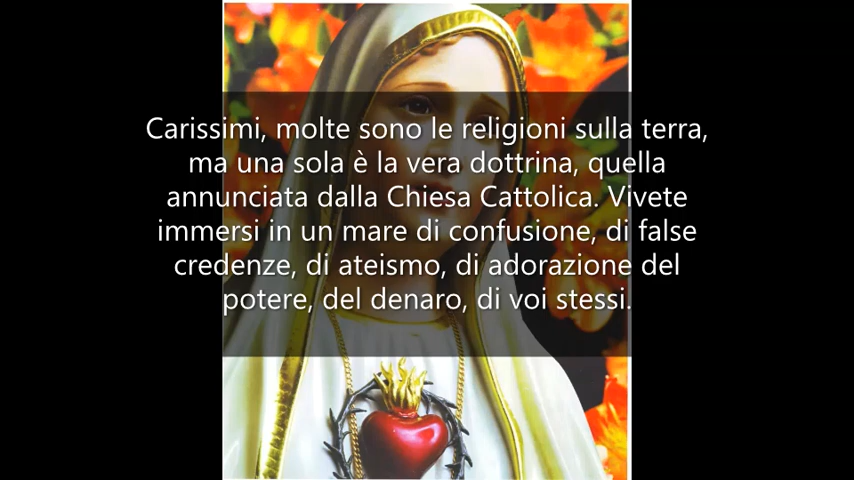 Carissimi, molte sono le religioni sulla terra,
ma una sola è la vera dottrina, quella
annunciata dalla Chiesa Cattolica. Vivete
immersi in un mare di confusione, di false
credenze, di ateismo, di adorazione del
potere, del denaro, di voi stessi.